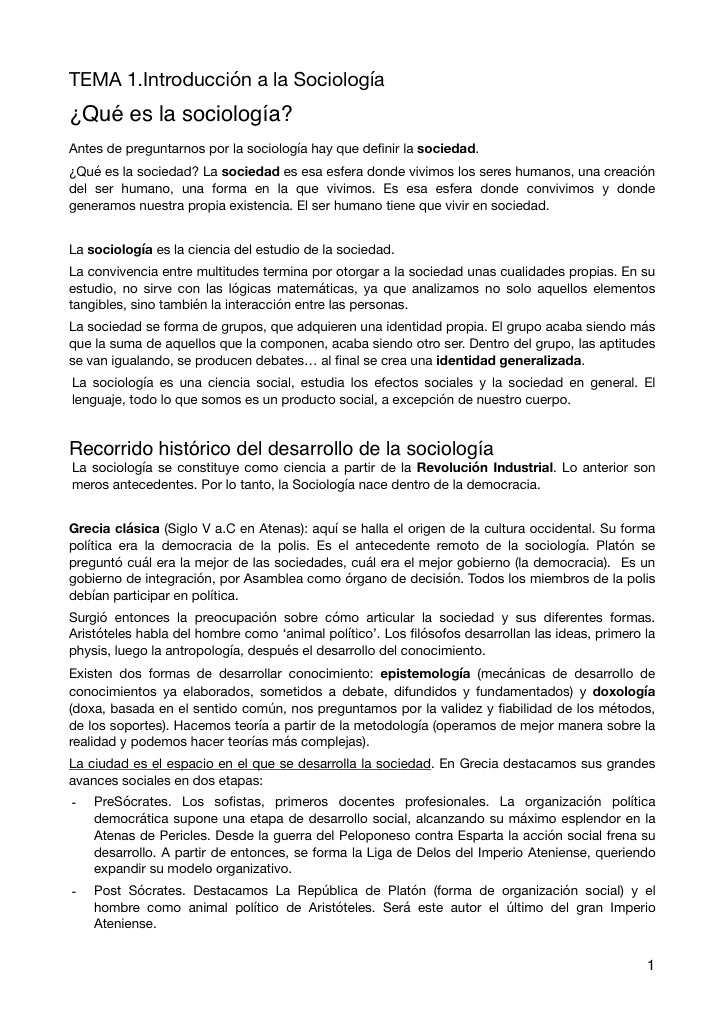 TEMA 1.Introducción a la Sociología
¿Qué es la sociología?
Antes de preguntarnos por la sociología hay que definir la sociedad.
¿Qué es la sociedad? La sociedad es esa esfera donde vivimos los seres humanos, una creación
del ser humano, una forma en la que vivimos. Es esa esfera donde convivimos y donde
generamos nuestra propia existencia. El ser humano tiene que vivir en sociedad.
La sociología es la ciencia del estudio de la sociedad.
La convivencia entre multitudes termina por otorgar a la sociedad unas cualidades propias. En su
estudio, no sirve con las lógicas matemáticas, ya que analizamos no solo aquellos elementos
tangibles, sino también la interacción entre las personas.
La sociedad se forma de grupos, que adquieren una identidad propia. El grupo acaba siendo más
que la suma de aquellos que la componen, acaba siendo otro ser. Dentro del grupo, las aptitudes
se van igualando, se producen debates… al final se crea una identidad generalizada.
La sociología es una ciencia social, estudia los efectos sociales y la sociedad en general. El
lenguaje, todo lo que somos es un producto social, a excepción de nuestro cuerpo.
Recorrido histórico del desarrollo de la sociología
La sociología se constituye como ciencia a partir de la Revolución Industrial. Lo anterior son
meros antecedentes. Por lo tanto, la Sociología nace dentro de la democracia.
Grecia clásica (Siglo V a.C en Atenas): aquí se halla el origen de la cultura occidental. Su forma
política era la democracia de la polis. Es el antecedente remoto de la sociología. Platón se
preguntó cuál era la mejor de las sociedades, cuál era el mejor gobierno (la democracia). Es un
gobierno de integración, por Asamblea como órgano de decisión. Todos los miembros de la polis
debían participar en política.
Surgió entonces la preocupación sobre cómo articular la sociedad y sus diferentes formas.
Aristóteles habla del hombre como ‘animal político’. Los filósofos desarrollan las ideas, primero la
physis, luego la antropología, después el desarrollo del conocimiento.
Existen dos formas de desarrollar conocimiento: epistemología (mecánicas de desarrollo de
conocimientos ya elaborados, sometidos a debate, difundidos y fundamentados) y doxología
(doxa, basada en el sentido común, nos preguntamos por la validez y fiabilidad de los métodos,
de los soportes). Hacemos teoría a partir de la metodología (operamos de mejor manera sobre la
realidad y podemos hacer teorías más complejas).
La ciudad es el espacio en el que se desarrolla la sociedad. En Grecia destacamos sus grandes
avances sociales en dos etapas:
- PreSócrates. Los sofistas, primeros docentes profesionales. La organización política
democrática supone una etapa de desarrollo social, alcanzando su máximo esplendor en la
Atenas de Pericles. Desde la guerra del Peloponeso contra Esparta la acción social frena su
desarrollo. A partir de entonces, se forma la Liga de Delos del Imperio Ateniense, queriendo
expandir su modelo organizativo.
- Post Sócrates. Destacamos La República de Platón (forma de organización social) y el
hombre como animal político de Aristóteles. Será este autor el último del gran Imperio
Ateniense.
1